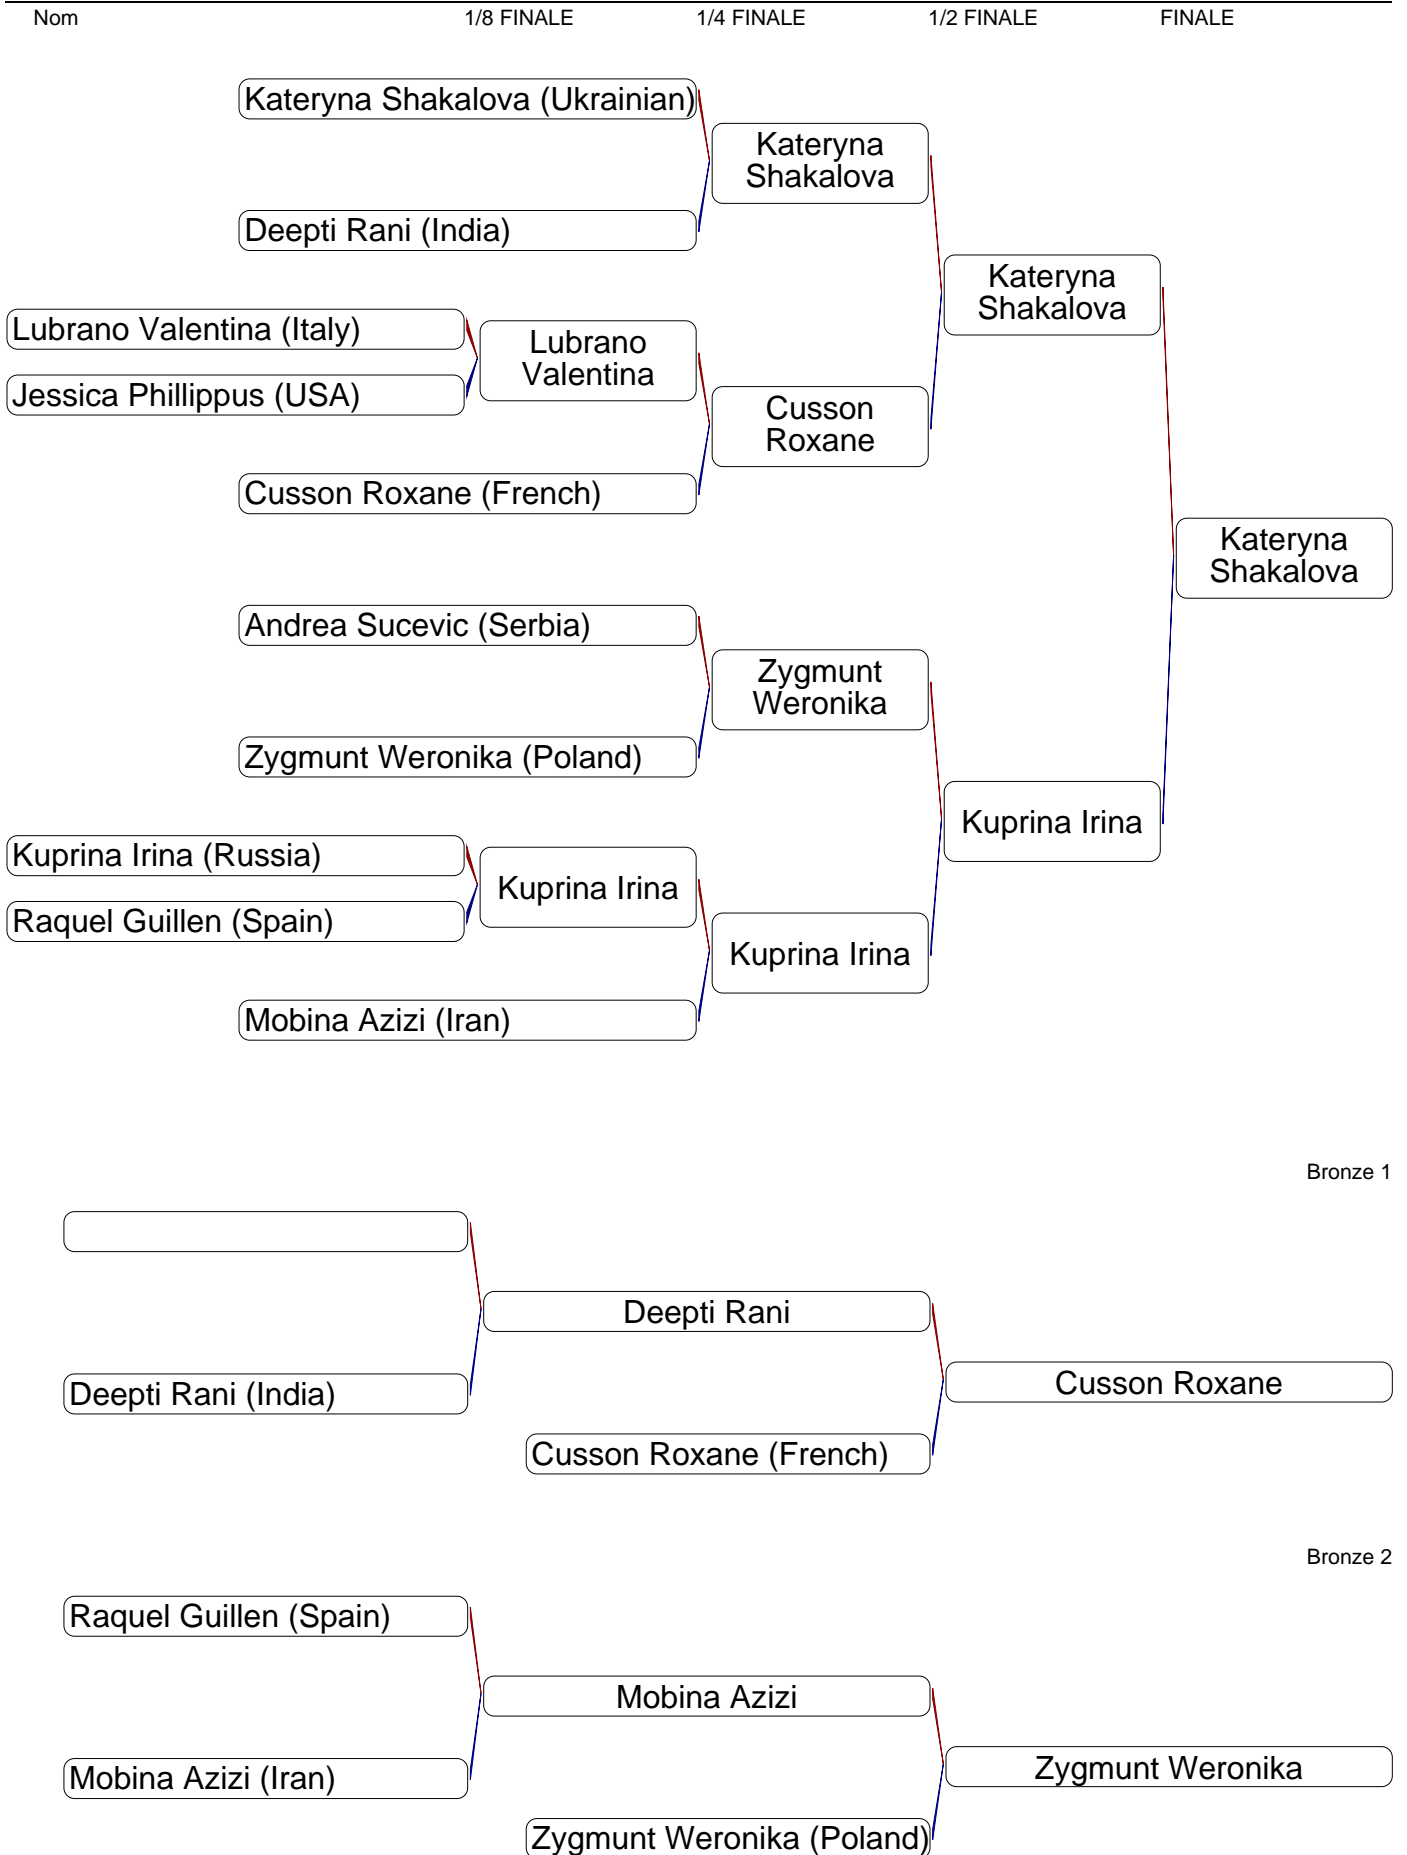 Nom 1/8 FINALE 1/4 FINALE 1/2 FINALE FINALE
Kateryna Shakalova (Ukrainian)
Kateryna
Shakalova
Deepti Rani (India)
Kateryna
Shakalova
Lubrano Valentina (Italy)
Lubrano
Valentina
Jessica Phillippus (USA)
Cusson
Roxane
Cusson Roxane (French)
Kateryna
Shakalova
Andrea Sucevic (Serbia)
Zygmunt
Weronika
Zygmunt Weronika (Poland)
Kuprina Irina
Kuprina Irina (Russia)
Kuprina Irina
Raquel Guillen (Spain)
Kuprina Irina
Mobina Azizi (Iran)
Bronze 1
Deepti Rani
Deepti Rani (India)
Cusson Roxane
Cusson Roxane (French)
Bronze 2
Raquel Guillen (Spain)
Mobina Azizi
Mobina Azizi (Iran)
Zygmunt Weronika
Zygmunt Weronika (Poland)